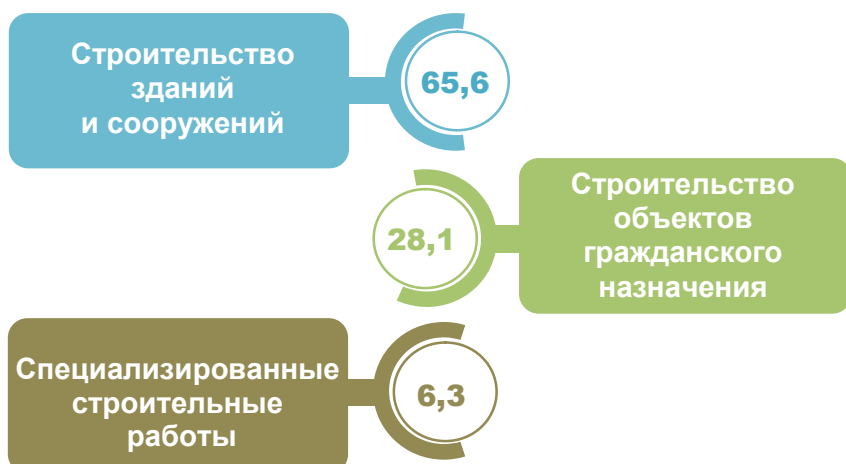 Строительство
зданий
и сооружений
65,6
28,1
Строительство
объектов
гражданского
назначения
Специализированные
строительные
работы
6,3